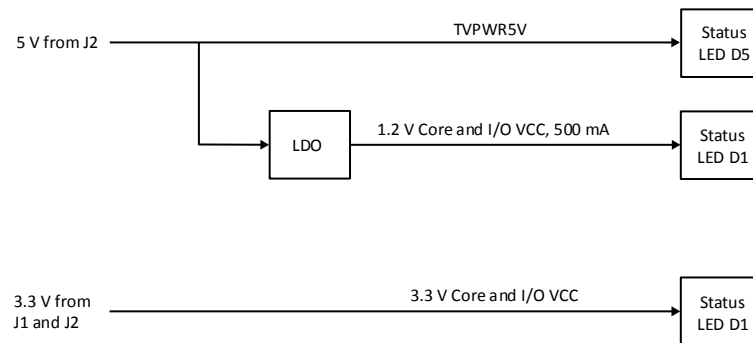 TVPWR5V
Status
LED D5
5 V from J2
1.2 V Core and I/O VCC, 500 mA
LDO
Status
LED D1
3.3 V from
J1 and J2
3.3 V Core and I/O VCC
Status
LED D1